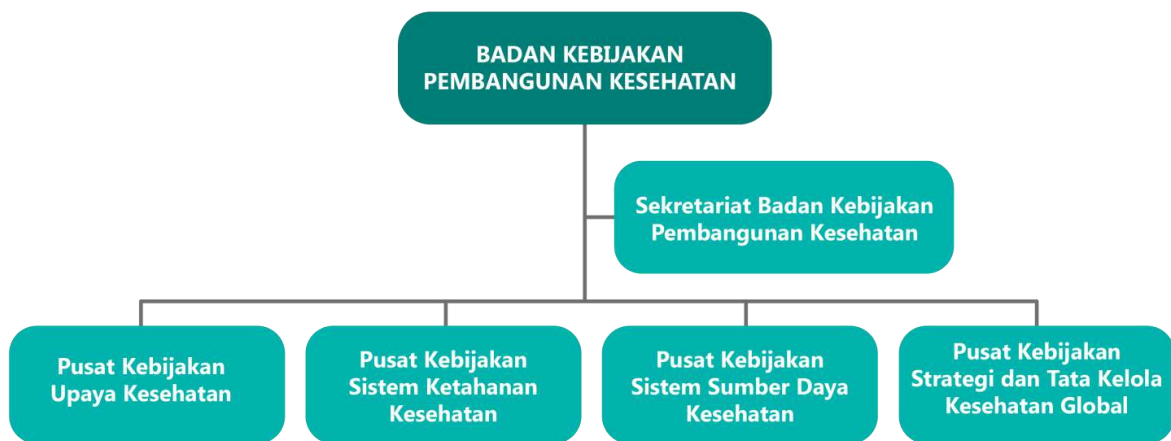 BADAN KEBIJAKAN
PEMBANGUNAN KESEHATAN
Sekretariat Badan Kebijakan
Pembangunan Kesehatan
Pusat Kebijakan
Upaya Kesehatan
Pusat Kebijakan
Sistem Ketahanan
Kesehatan
Pusat Kebijakan
Sistem Sumber Daya
Kesehatan
Pusat Kebijakan
Strategi dan Tata Kelola
Kesehatan Global